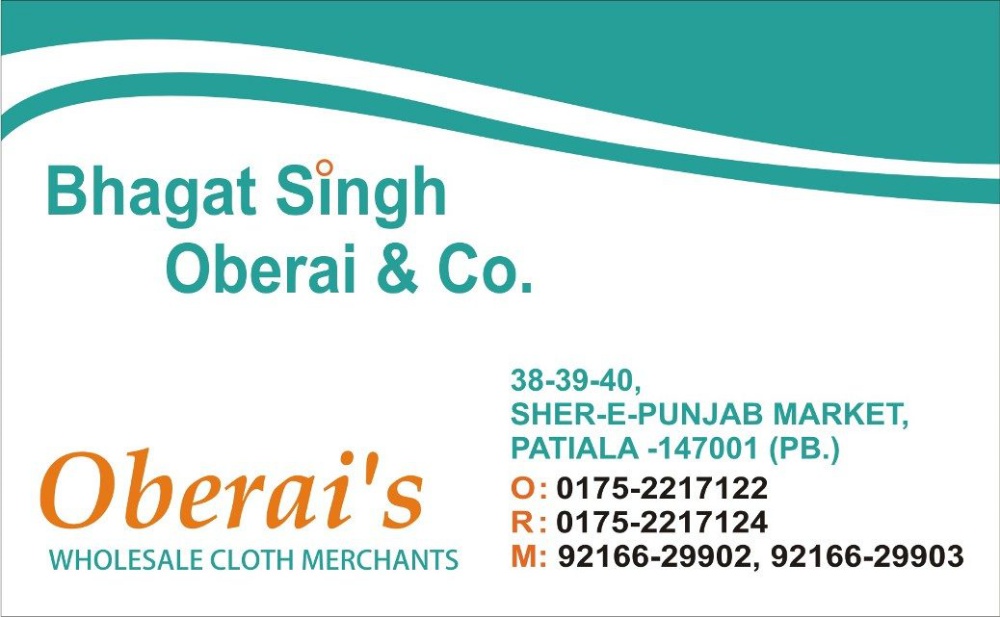 Bhagat Singh
Oberai & Co.
Oberai's
WHOLESALE CLOTH MERCHANTS
38-39-40,
SHER-E-PUNJAB MARKET,
PATIALA -147001 (PB.)
O: 0175-2217122
R: 0175-2217124
M: 92166-29902, 92166-29903